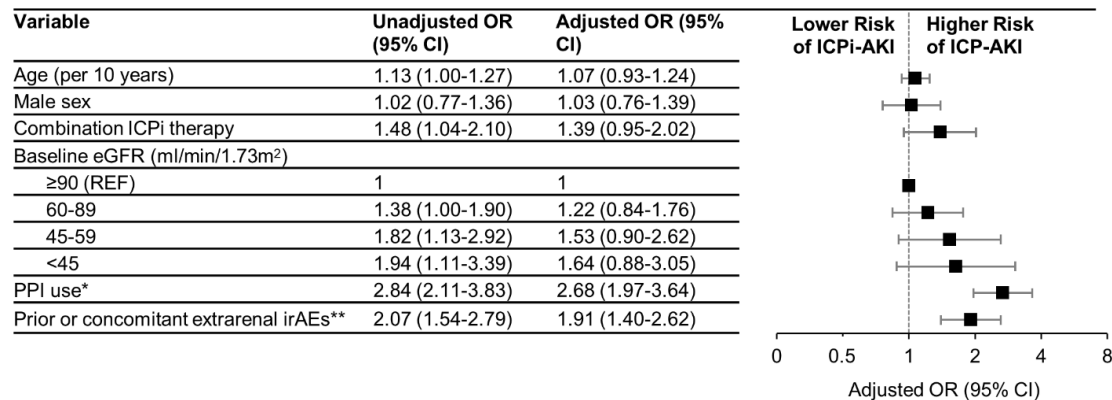 Variable Unadjusted OR (95% CI) Adjusted OR (95% CI)
Lower Risk of ICPi-AKI Higher Risk of ICP-AKI
Age (per 10 years) 1.13 (1.00-1.27) 1.07 (0.93-1.24)
Male sex 1.02 (0.77-1.36) 1.03 (0.76-1.39)
Combination ICPi therapy 1.48 (1.04-2.10) 1.39 (0.95-2.02)
Baseline eGFR (ml/min/1.73m²)
≥90 (REF) 1 1
60-89 1.38 (1.00-1.90) 1.22 (0.84-1.76)
45-59 1.82 (1.13-2.92) 1.53 (0.90-2.62)
<45 1.94 (1.11-3.39) 1.64 (0.88-3.05)
PPI use* 2.84 (2.11-3.83) 2.68 (1.97-3.64)
Prior or concomitant extrarenal irAEs** 2.07 (1.54-2.79) 1.91 (1.40-2.62)
0 0.5 1 2 4 8
Adjusted OR (95% CI)